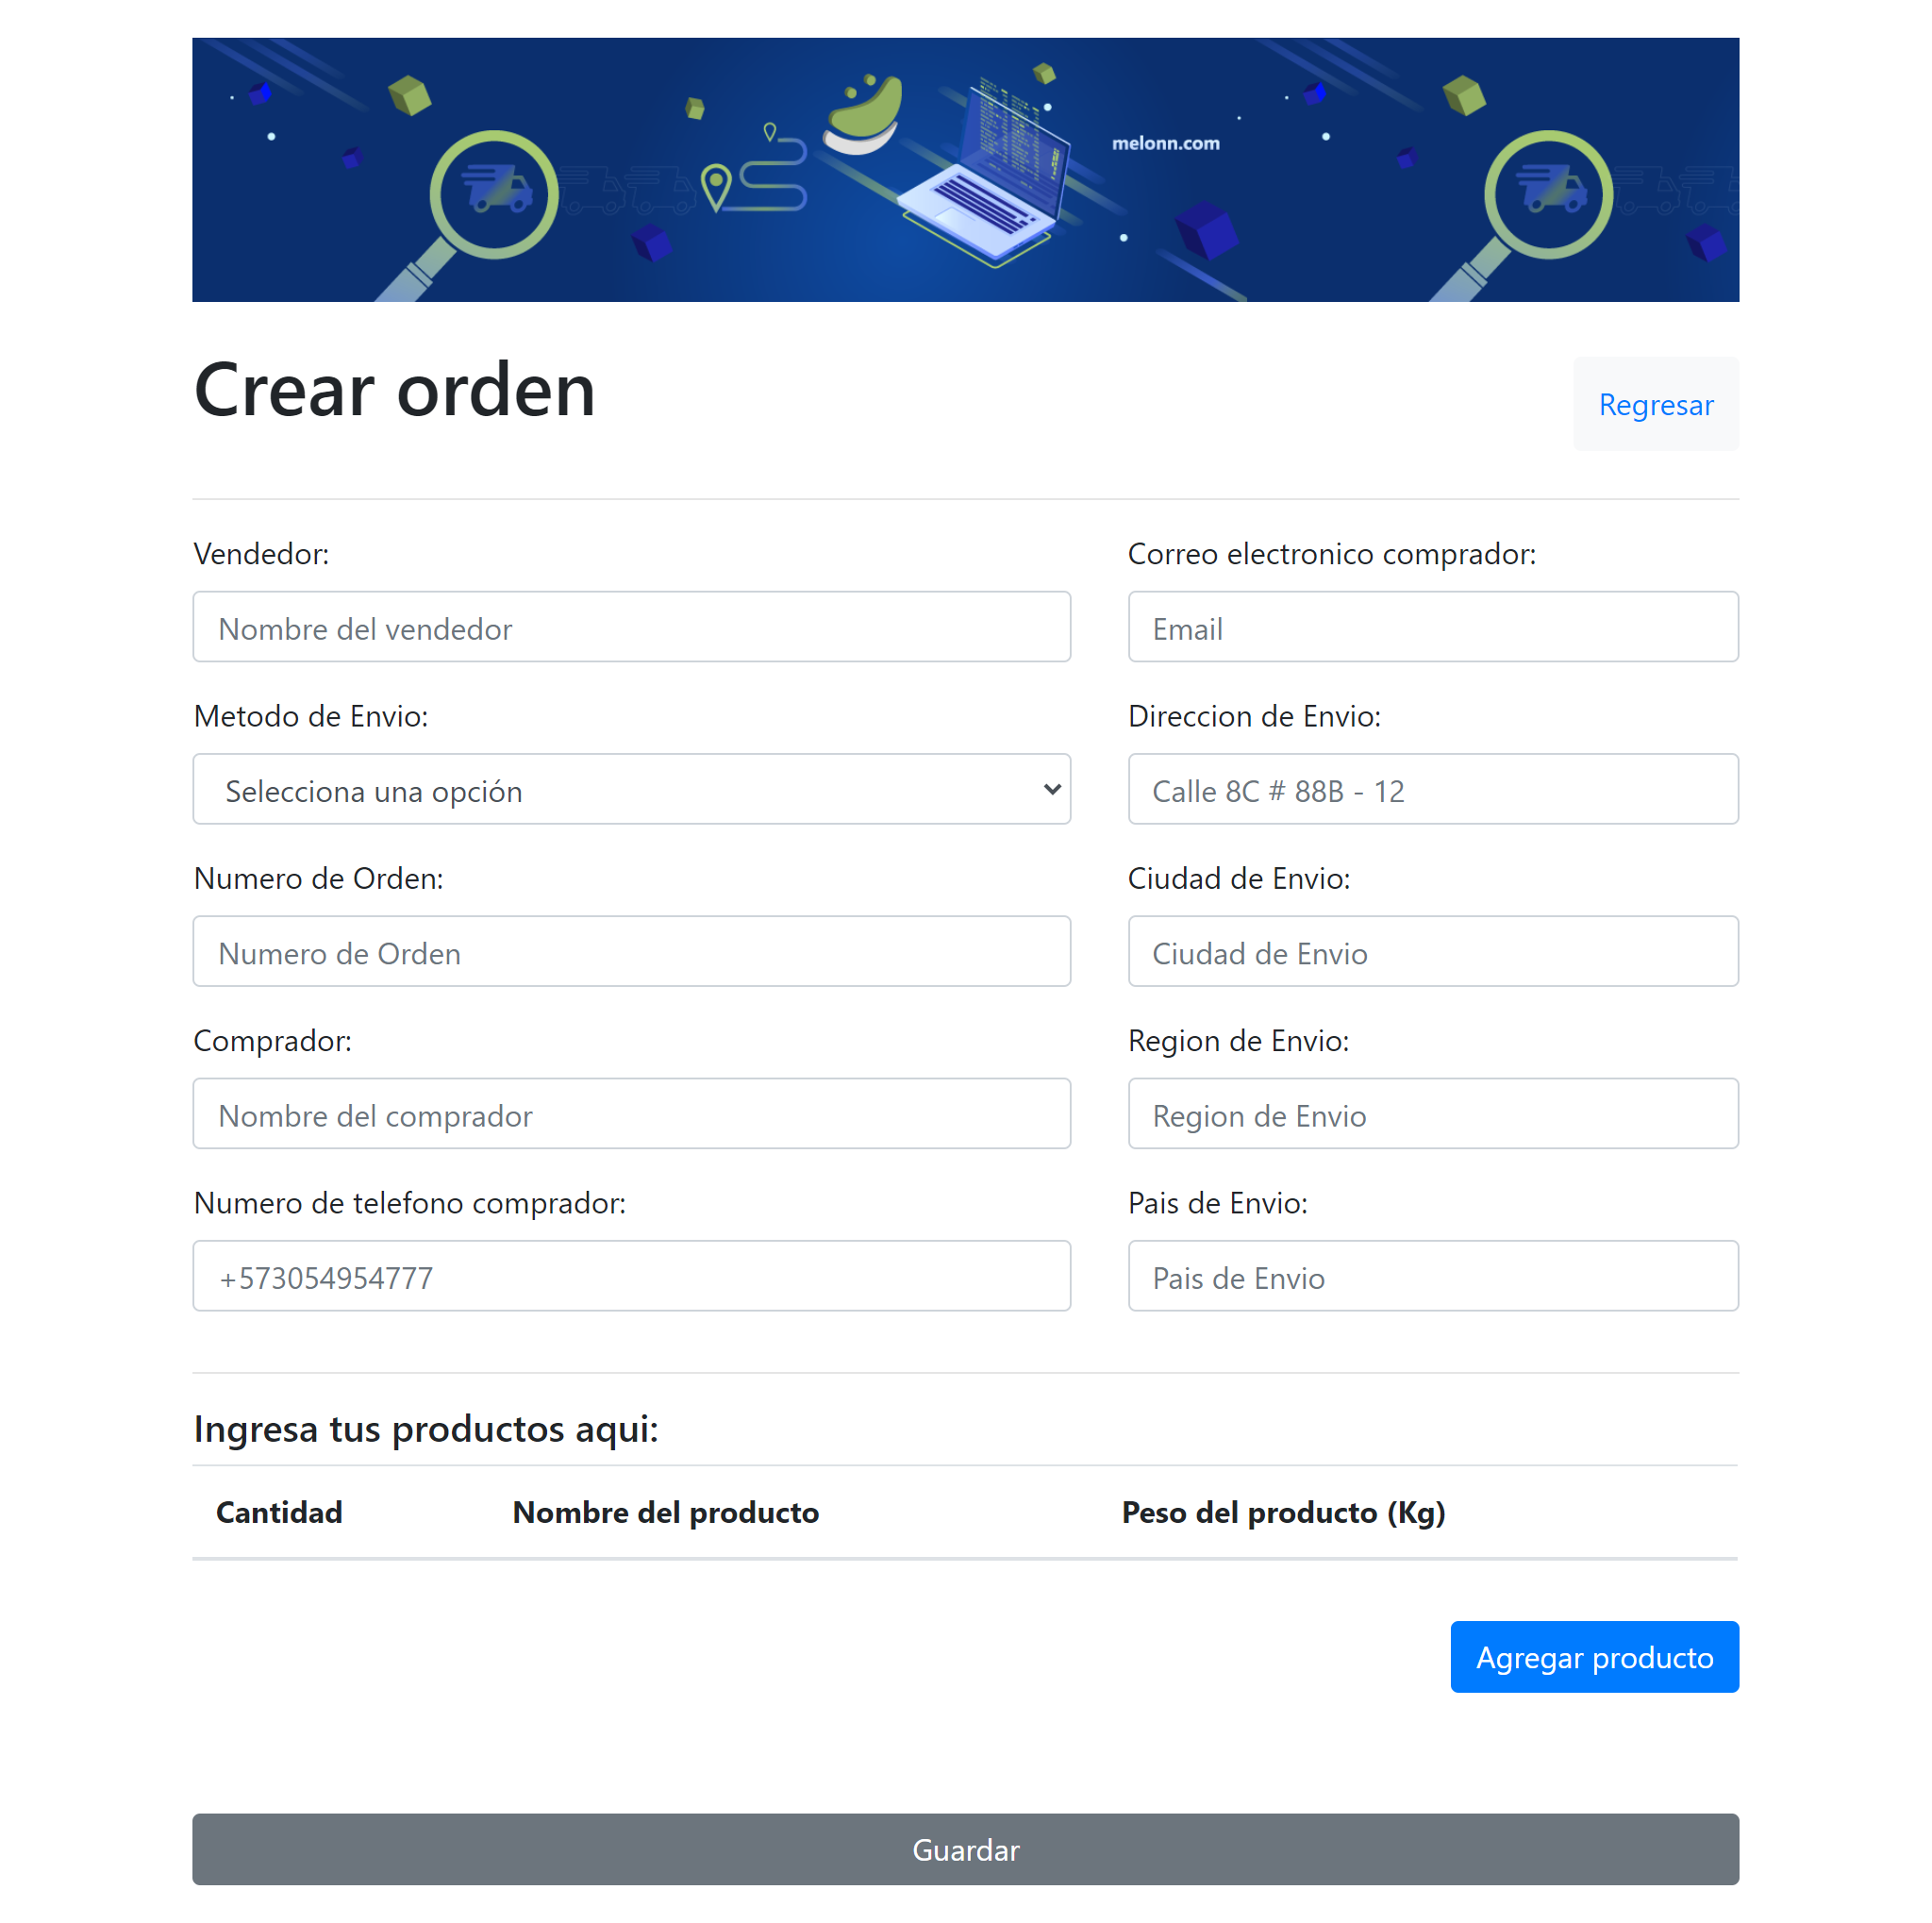 melonn.com
Crear orden
Regresar
Vendedor:
Nombre del vendedor
Correo electronico comprador:
Email
Metodo de Envio:
Selecciona una opción
Direccion de Envio:
Calle 8C # 88B - 12
Numero de Orden:
Numero de Orden
Ciudad de Envio:
Ciudad de Envio
Comprador:
Nombre del comprador
Region de Envio:
Region de Envio
Numero de telefono comprador:
+573054954777
Pais de Envio:
Pais de Envio
Ingresa tus productos aqui:
Cantidad Nombre del producto Peso del producto (Kg)
Agregar producto
Guardar